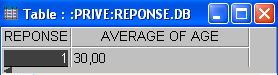 Table : :PRIVE:REPONSE.DB
REPONSE AVERAGE OF AGE
1 30,00